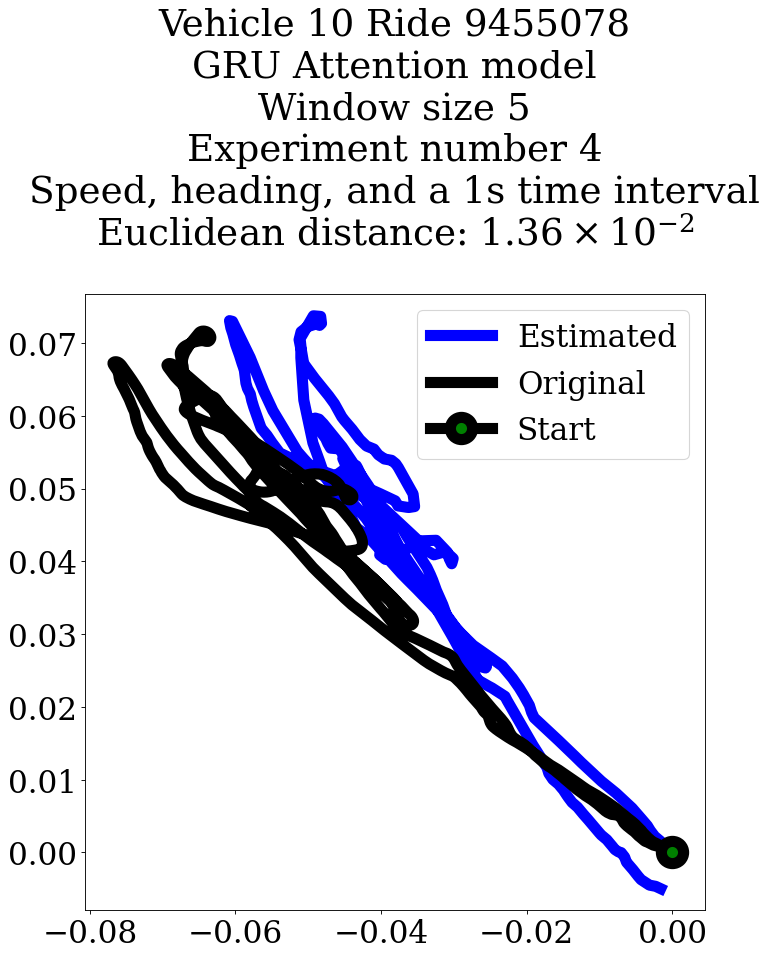 Vehicle 10 Ride 9455078
GRU Attention model
Window size 5
Experiment number 4
Speed, heading, and a 1s time interval
Euclidean distance: 1.36 × 10⁻²
Estimated
Original
Start
0.07
0.06
0.05
0.04
0.03
0.02
0.01
0.00
−0.08 −0.06 −0.04 −0.02 0.00